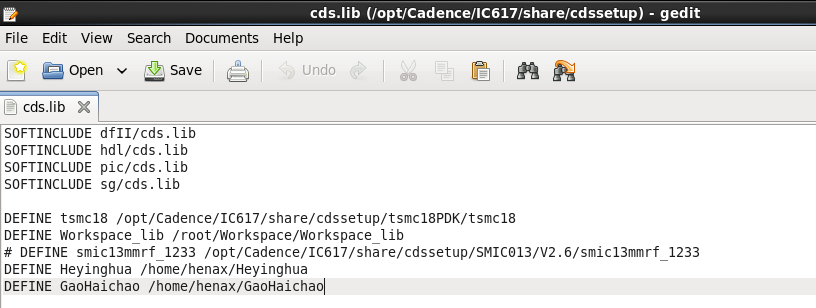 cds.lib (/opt/Cadence/IC617/share/cdssetup) - gedit
File Edit View Search Documents Help
Open Save Undo
cds.lib
SOFTINCLUDE dfII/cds.lib
SOFTINCLUDE hdl/cds.lib
SOFTINCLUDE pic/cds.lib
SOFTINCLUDE sg/cds.lib
DEFINE tsmc18 /opt/Cadence/IC617/share/cdssetup/tsmc18PDK/tsmc18
DEFINE Workspace_lib /root/Workspace/Workspace_lib
# DEFINE smic13mmrf_1233 /opt/Cadence/IC617/share/cdssetup/SMIC013/V2.6/smic13mmrf_1233
DEFINE Heyinghua /home/henax/Heyinghua
DEFINE GaoHaichao /home/henax/GaoHaichao